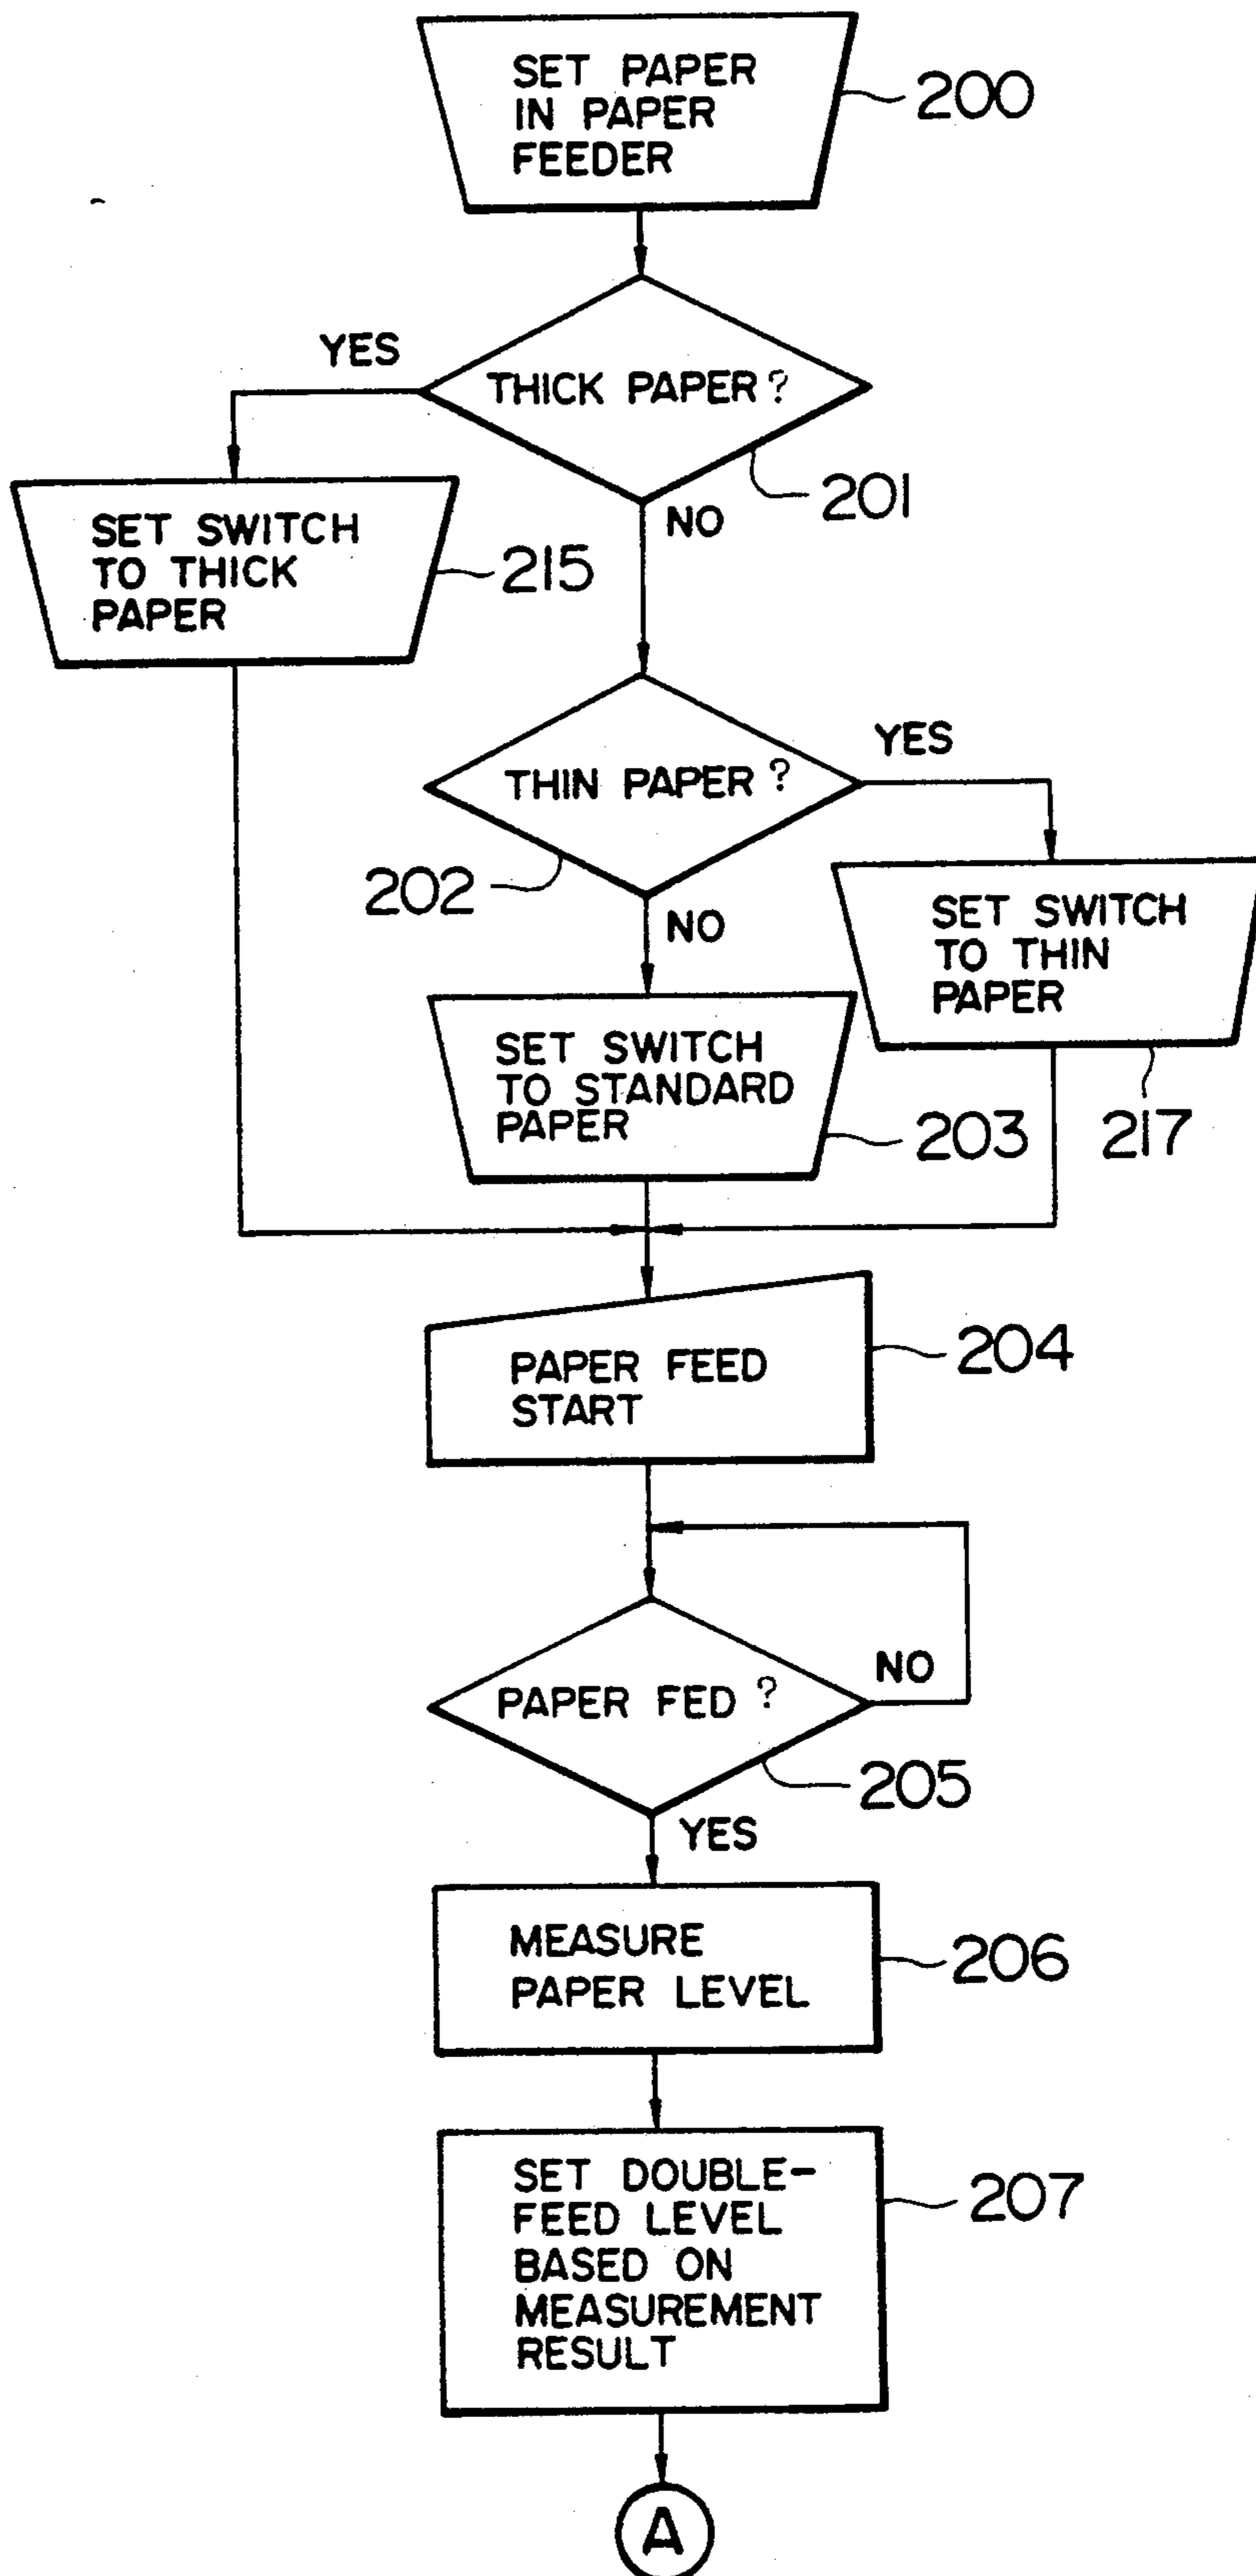 SET PAPER
IN PAPER
FEEDER
200
YES
THICK PAPER?
201
NO
SET SWITCH
TO THICK
PAPER
215
THIN PAPER?
YES
202
NO
SET SWITCH
TO THIN
PAPER
217
SET SWITCH
TO STANDARD
PAPER
203
PAPER FEED
START
204
PAPER FED?
NO
205
YES
MEASURE
PAPER LEVEL
206
SET DOUBLE-
FEED LEVEL
BASED ON
MEASUREMENT
RESULT
207
A